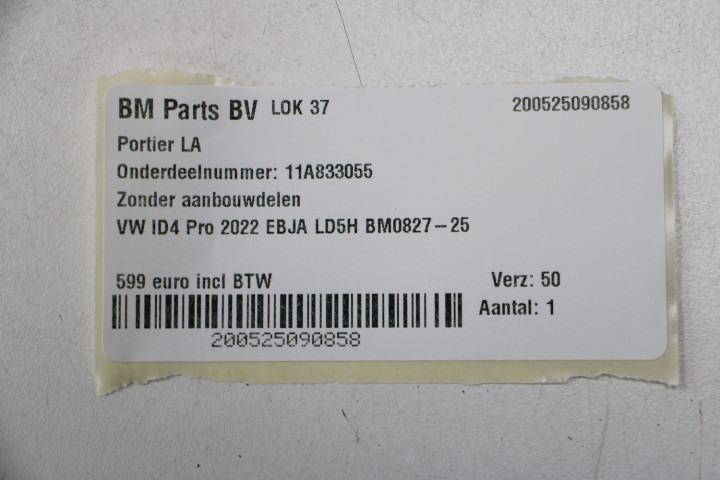 BM Parts BV LOK 37 200525090858
Portier LA
Onderdeelnummer: 11A833055
Zonder aanbouwdelen
VW ID4 Pro 2022 EBJA LD5H BM0827-25
599 euro incl BTW Verz: 50
Aantal: 1
200525090858